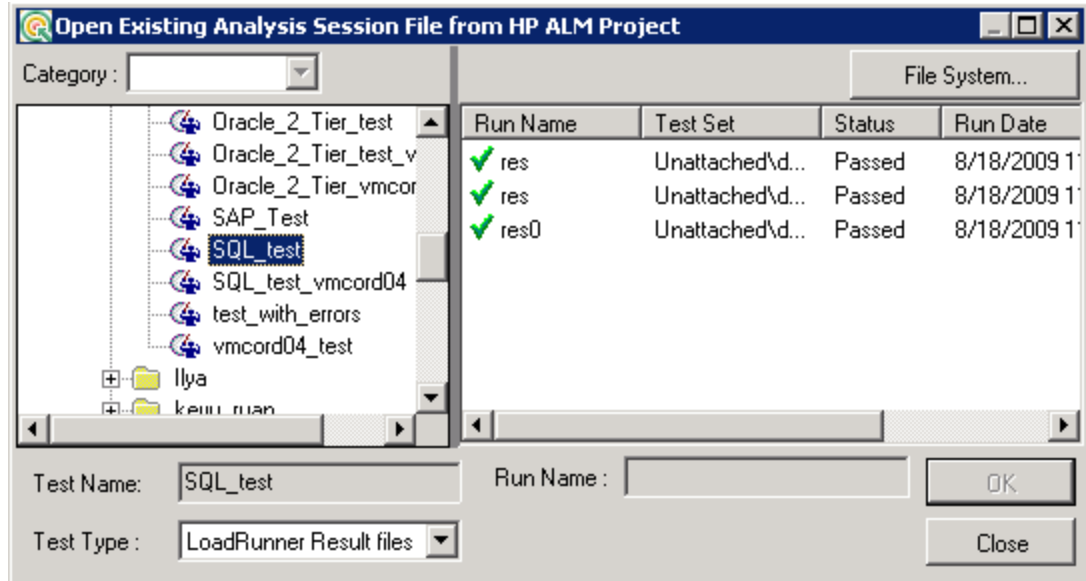 Open Existing Analysis Session File from HP ALM Project
Category :
File System...
Oracle_2_Tier_test
Oracle_2_Tier_test_v
Oracle_2_Tier_vmcor
SAP_Test
SQL_test
SQL_test_vmcord04
test_with_errors
vmcord04_test
Ilya
Run Name Test Set Status Run Date
res Unattached\d... Passed 8/18/2009 1
res Unattached\d... Passed 8/18/2009 1
res0 Unattached\d... Passed 8/18/2009 1
Test Name: SQL_test
Run Name :
OK
Test Type : LoadRunner Result files
Close